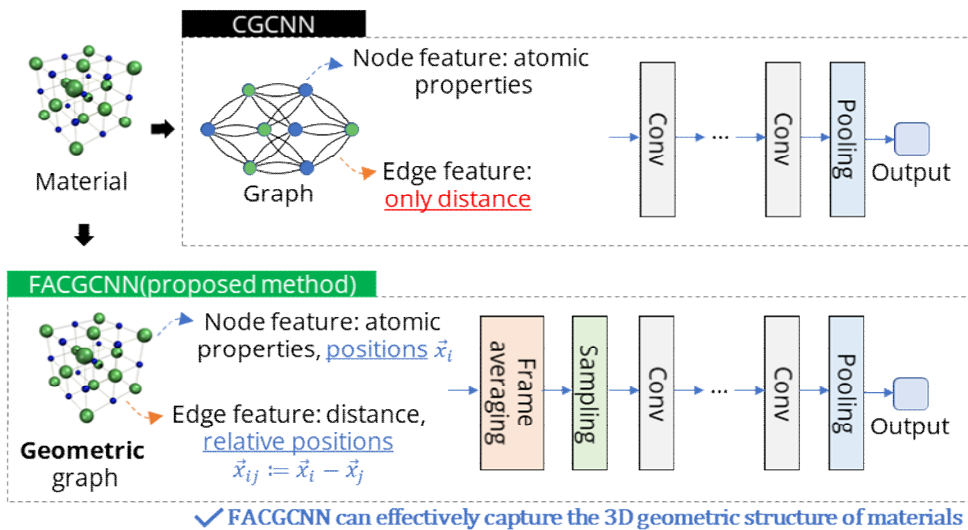 CGCNN
Material
Graph
Node feature: atomic
properties
Edge feature:
only distance
Conv
...
Conv
Pooling
Output
FACGCNN(proposed method)
Geometric
graph
Node feature: atomic
properties, positions x⃗ᵢ
Edge feature: distance,
relative positions
x⃗ᵢⱼ ≔ x⃗ᵢ − x⃗ⱼ
Frame
averaging
Sampling
Conv
...
Conv
Pooling
Output
✓ FACGCNN can effectively capture the 3D geometric structure of materials